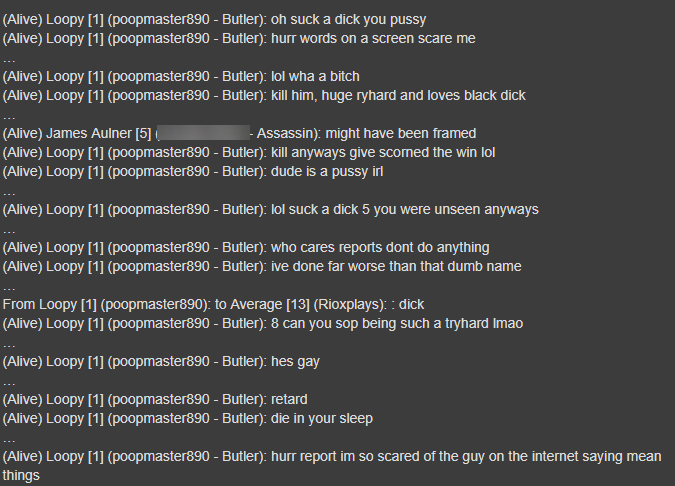 (Alive) Loopy [1] (poopmaster890 - Butler): oh suck a dick you pussy
(Alive) Loopy [1] (poopmaster890 - Butler): hurr words on a screen scare me
...
(Alive) Loopy [1] (poopmaster890 - Butler): lol wha a bitch
(Alive) Loopy [1] (poopmaster890 - Butler): kill him, huge ryhard and loves black dick
...
(Alive) James Aulner [5] ( - Assassin): might have been framed
(Alive) Loopy [1] (poopmaster890 - Butler): kill anyways give scorned the win lol
(Alive) Loopy [1] (poopmaster890 - Butler): dude is a pussy irl
...
(Alive) Loopy [1] (poopmaster890 - Butler): lol suck a dick 5 you were unseen anyways
...
(Alive) Loopy [1] (poopmaster890 - Butler): who cares reports dont do anything
(Alive) Loopy [1] (poopmaster890 - Butler): ive done far worse than that dumb name
...
From Loopy [1] (poopmaster890): to Average [13] (Rioxplays): : dick
(Alive) Loopy [1] (poopmaster890 - Butler): 8 can you sop being such a tryhard lmao
...
(Alive) Loopy [1] (poopmaster890 - Butler): hes gay
...
(Alive) Loopy [1] (poopmaster890 - Butler): retard
(Alive) Loopy [1] (poopmaster890 - Butler): die in your sleep
...
(Alive) Loopy [1] (poopmaster890 - Butler): hurr report im so scared of the guy on the internet saying mean
things